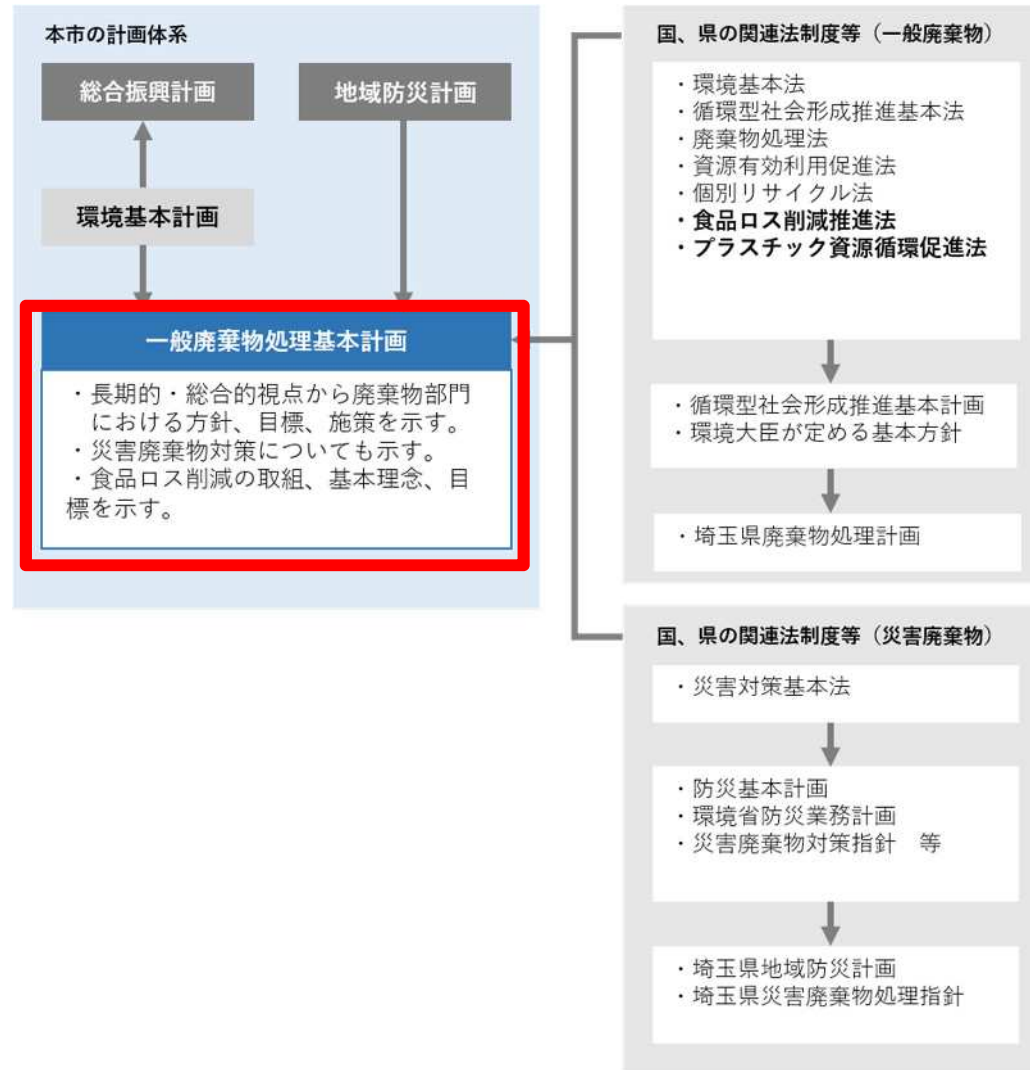 本市の計画体系
総合振興計画
地域防災計画
環境基本計画
一般廃棄物処理基本計画
・長期的・総合的視点から廃棄物部門
における方針、目標、施策を示す。
・災害廃棄物対策についても示す。
・食品ロス削減の取組、基本理念、目
標を示す。
国、県の関連法制度等（一般廃棄物）
・環境基本法
・循環型社会形成推進基本法
・廃棄物処理法
・資源有効利用促進法
・個別リサイクル法
・食品ロス削減推進法
・プラスチック資源循環促進法
・循環型社会形成推進基本計画
・環境大臣が定める基本方針
・埼玉県廃棄物処理計画
国、県の関連法制度等（災害廃棄物）
・災害対策基本法
・防災基本計画
・環境省防災業務計画
・災害廃棄物対策指針　等
・埼玉県地域防災計画
・埼玉県災害廃棄物処理指針